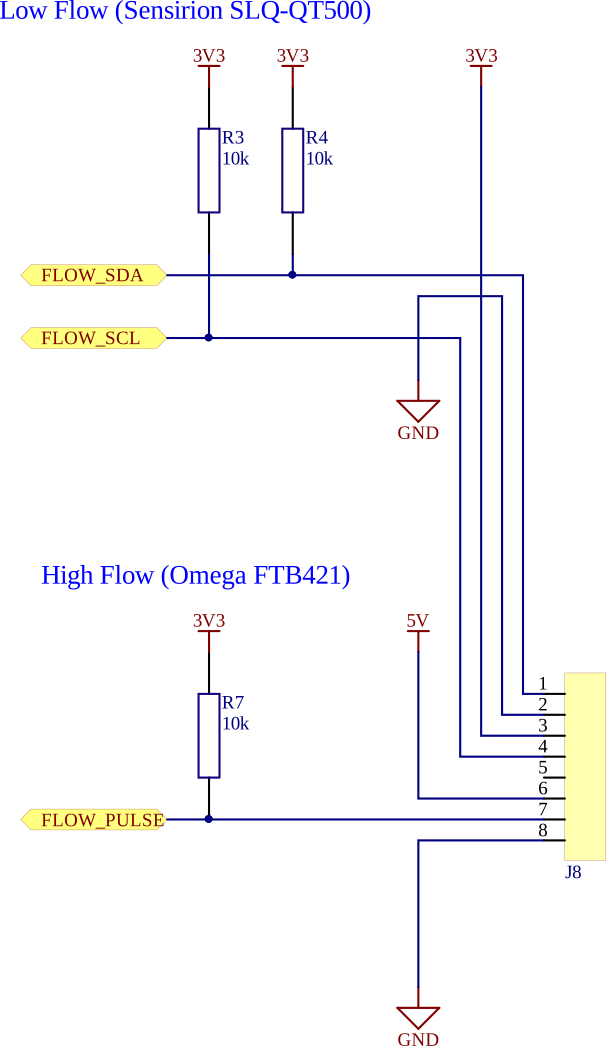 Low Flow (Sensirion SLQ-QT500)
3V3 3V3 3V3
R3 R4
10k 10k
FLOW_SDA
FLOW_SCL
GND
High Flow (Omega FTB421)
3V3 5V
R7
10k
1
2
3
4
5
6
7
8
FLOW_PULSE
J8
GND